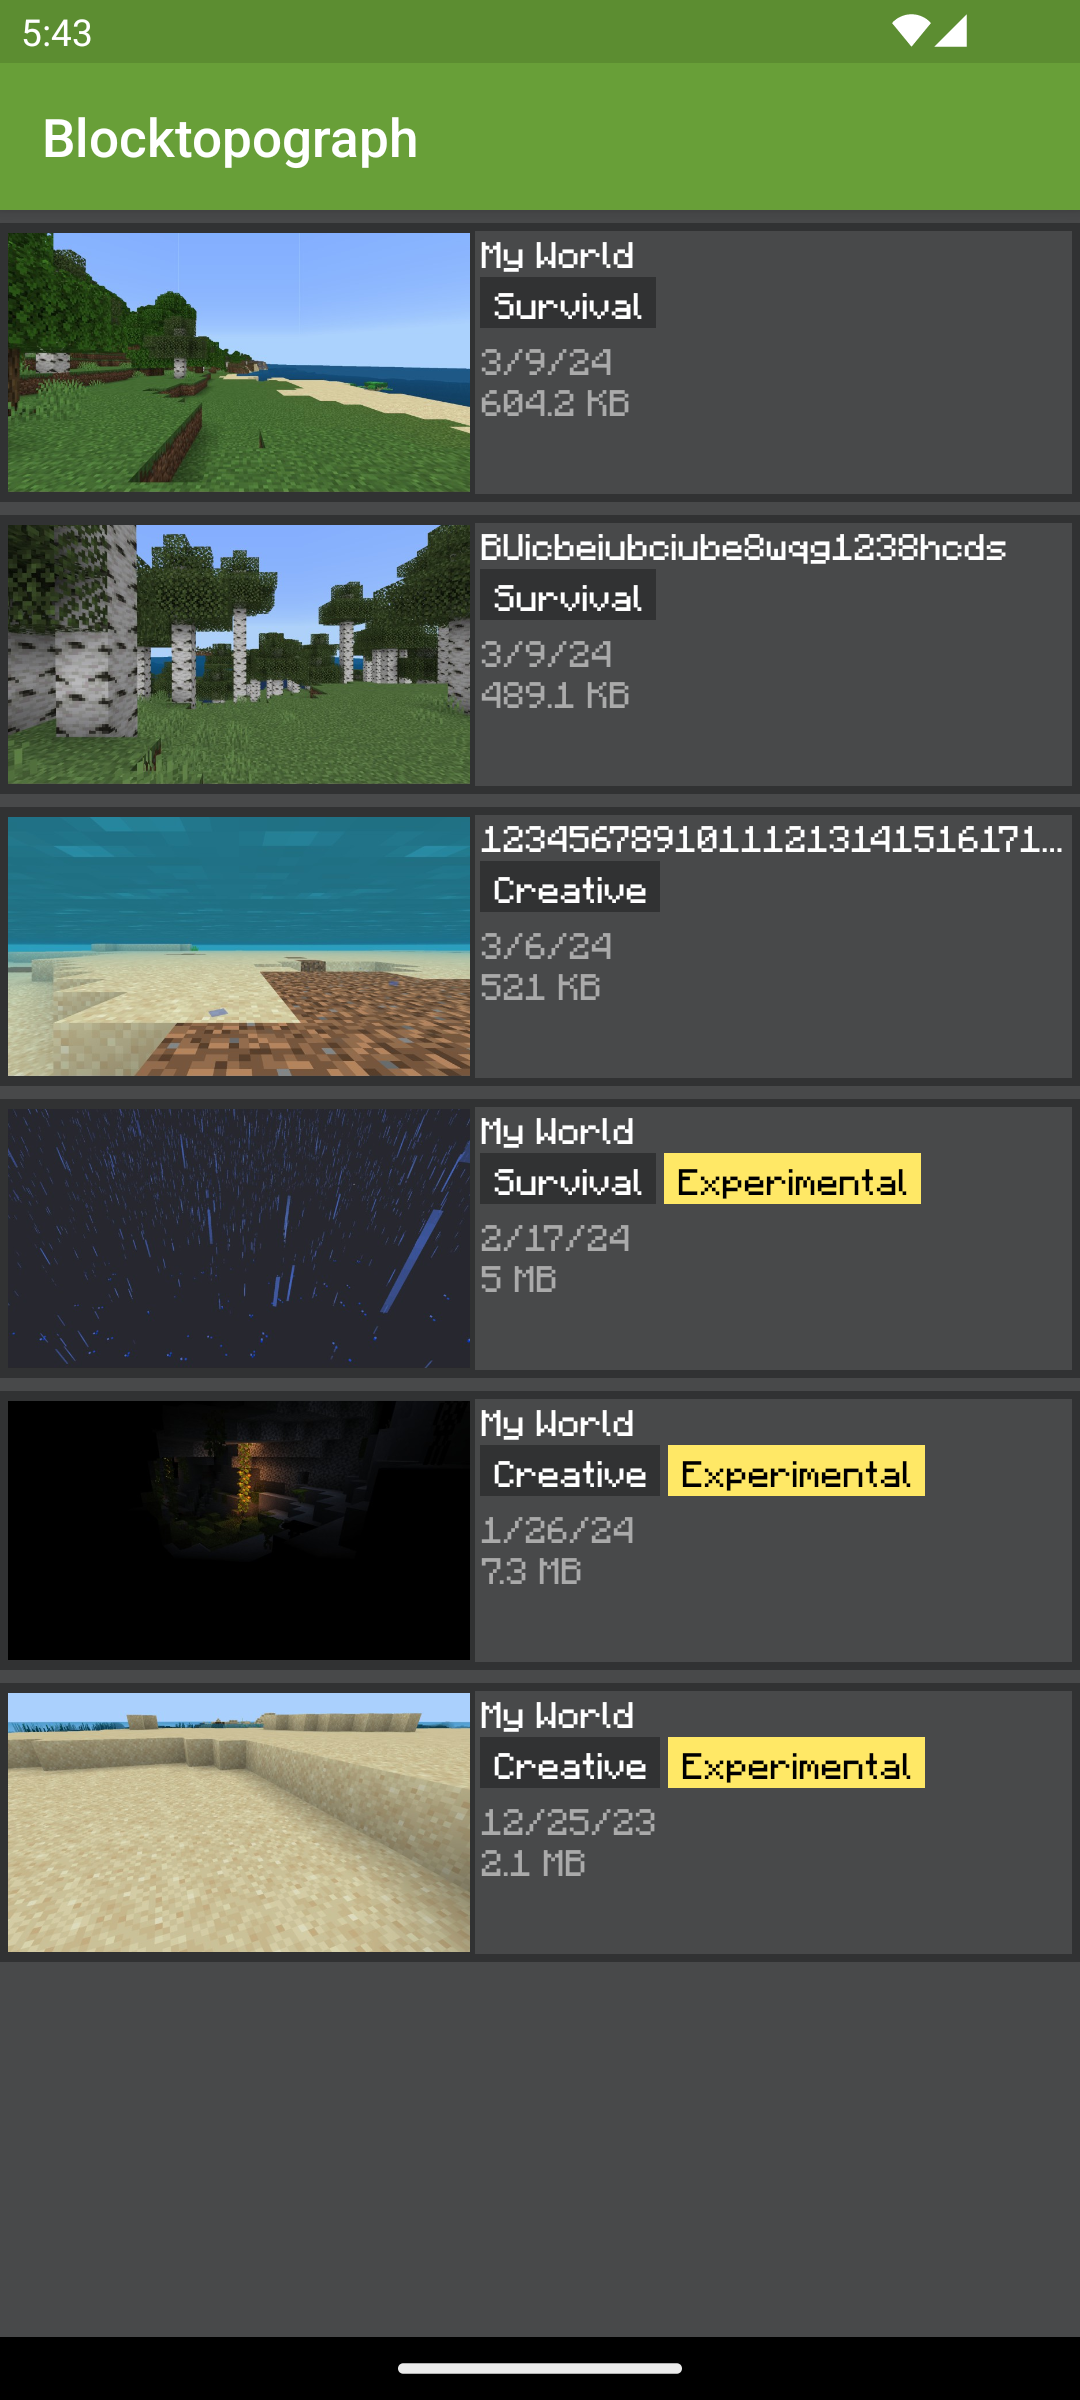 5:43
Blocktopograph
My World
Survival
3/9/24
604.2 KB
BUicbeiubciube8wqg1238hcds
Survival
3/9/24
489.1 KB
1234567891011121314151617​1...
Creative
3/6/24
521 KB
My World
Survival Experimental
2/17/24
5 MB
My World
Creative Experimental
1/26/24
7.3 MB
My World
Creative Experimental
12/25/23
2.1 MB